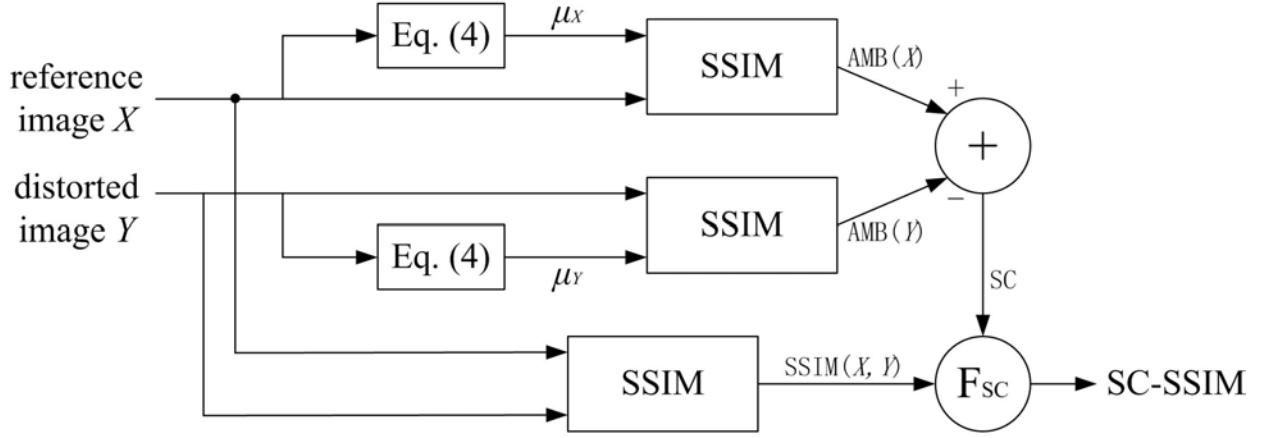 Eq. (4)
μX
SSIM
AMB(X)
+
reference
image X
+
distorted
image Y
SSIM
−
AMB(Y)
Eq. (4)
μY
SC
SSIM
SSIM(X, Y)
FSC
SC-SSIM